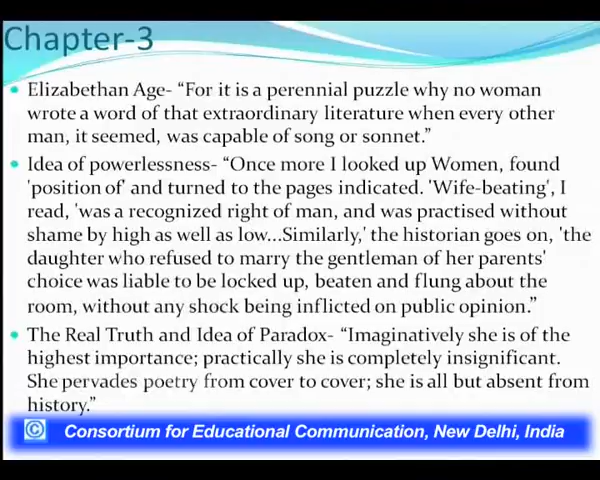 Chapter-3
Elizabethan Age- “For it is a perennial puzzle why no woman
wrote a word of that extraordinary literature when every other
man, it seemed, was capable of song or sonnet.”
Idea of powerlessness- “Once more I looked up Women, found
'position of' and turned to the pages indicated. 'Wife-beating', I
read, 'was a recognized right of man, and was practised without
shame by high as well as low...Similarly,' the historian goes on, 'the
daughter who refused to marry the gentleman of her parents'
choice was liable to be locked up, beaten and flung about the
room, without any shock being inflicted on public opinion.”
The Real Truth and Idea of Paradox- “Imaginatively she is of the
highest importance; practically she is completely insignificant.
She pervades poetry from cover to cover; she is all but absent from
history.”
© Consortium for Educational Communication, New Delhi, India